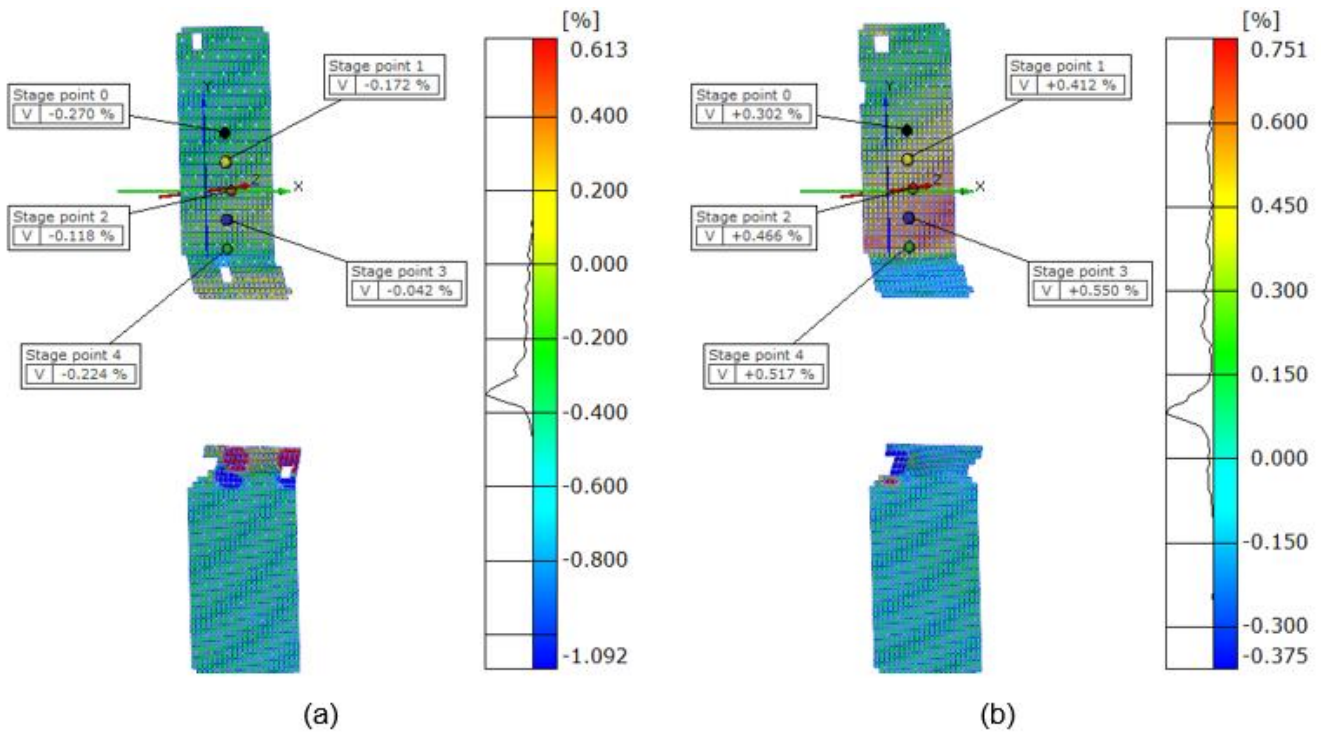 [%]
0.613
0.400
0.200
0.000
-0.200
-0.400
-0.600
-0.800
-1.092
Stage point 0
V -0.270 %
Stage point 1
V -0.172 %
Stage point 2
V -0.118 %
Stage point 3
V -0.042 %
Stage point 4
V -0.224 %
Y
Z
X
(a)
[%]
0.751
0.600
0.450
0.300
0.150
0.000
-0.150
-0.300
-0.375
Stage point 0
V +0.302 %
Stage point 1
V +0.412 %
Stage point 2
V +0.466 %
Stage point 3
V +0.550 %
Stage point 4
V +0.517 %
Y
Z
X
(b)